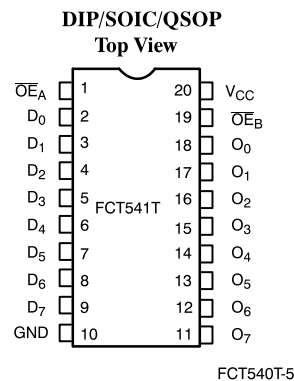 DIP/SOIC/QSOP
Top View
OEA 1 20 VCC
D0 2 19 OEB
D1 3 18 O0
D2 4 17 O1
D3 5 16 O2
FCT541T
D4 6 15 O3
D5 7 14 O4
D6 8 13 O5
D7 9 12 O6
GND 10 11 O7
FCT540T-5